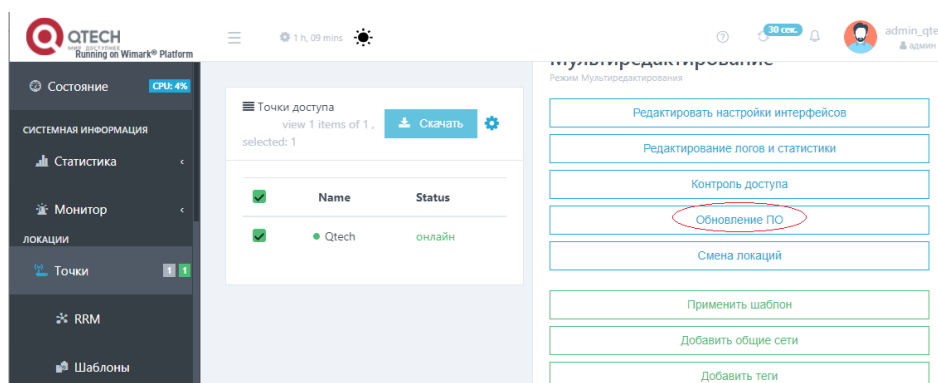 QTECH
МИР ДОСТУПНЕЕ
Running on Wimark® Platform
1 h, 09 mins
30 сек.
admin_qte
админ
Состояние
CPU: 4%
СИСТЕМНАЯ ИНФОРМАЦИЯ
Статистика
Монитор
ЛОКАЦИИ
Точки
1 1
RRM
Шаблоны
Точки доступа
view 1 items of 1 ,
selected: 1
Скачать
Name Status
Qtech онлайн
Мультиредактирование
Режим Мультиредактирования
Редактировать настройки интерфейсов
Редактирование логов и статистики
Контроль доступа
Обновление ПО
Смена локаций
Применить шаблон
Добавить общие сети
Добавить теги